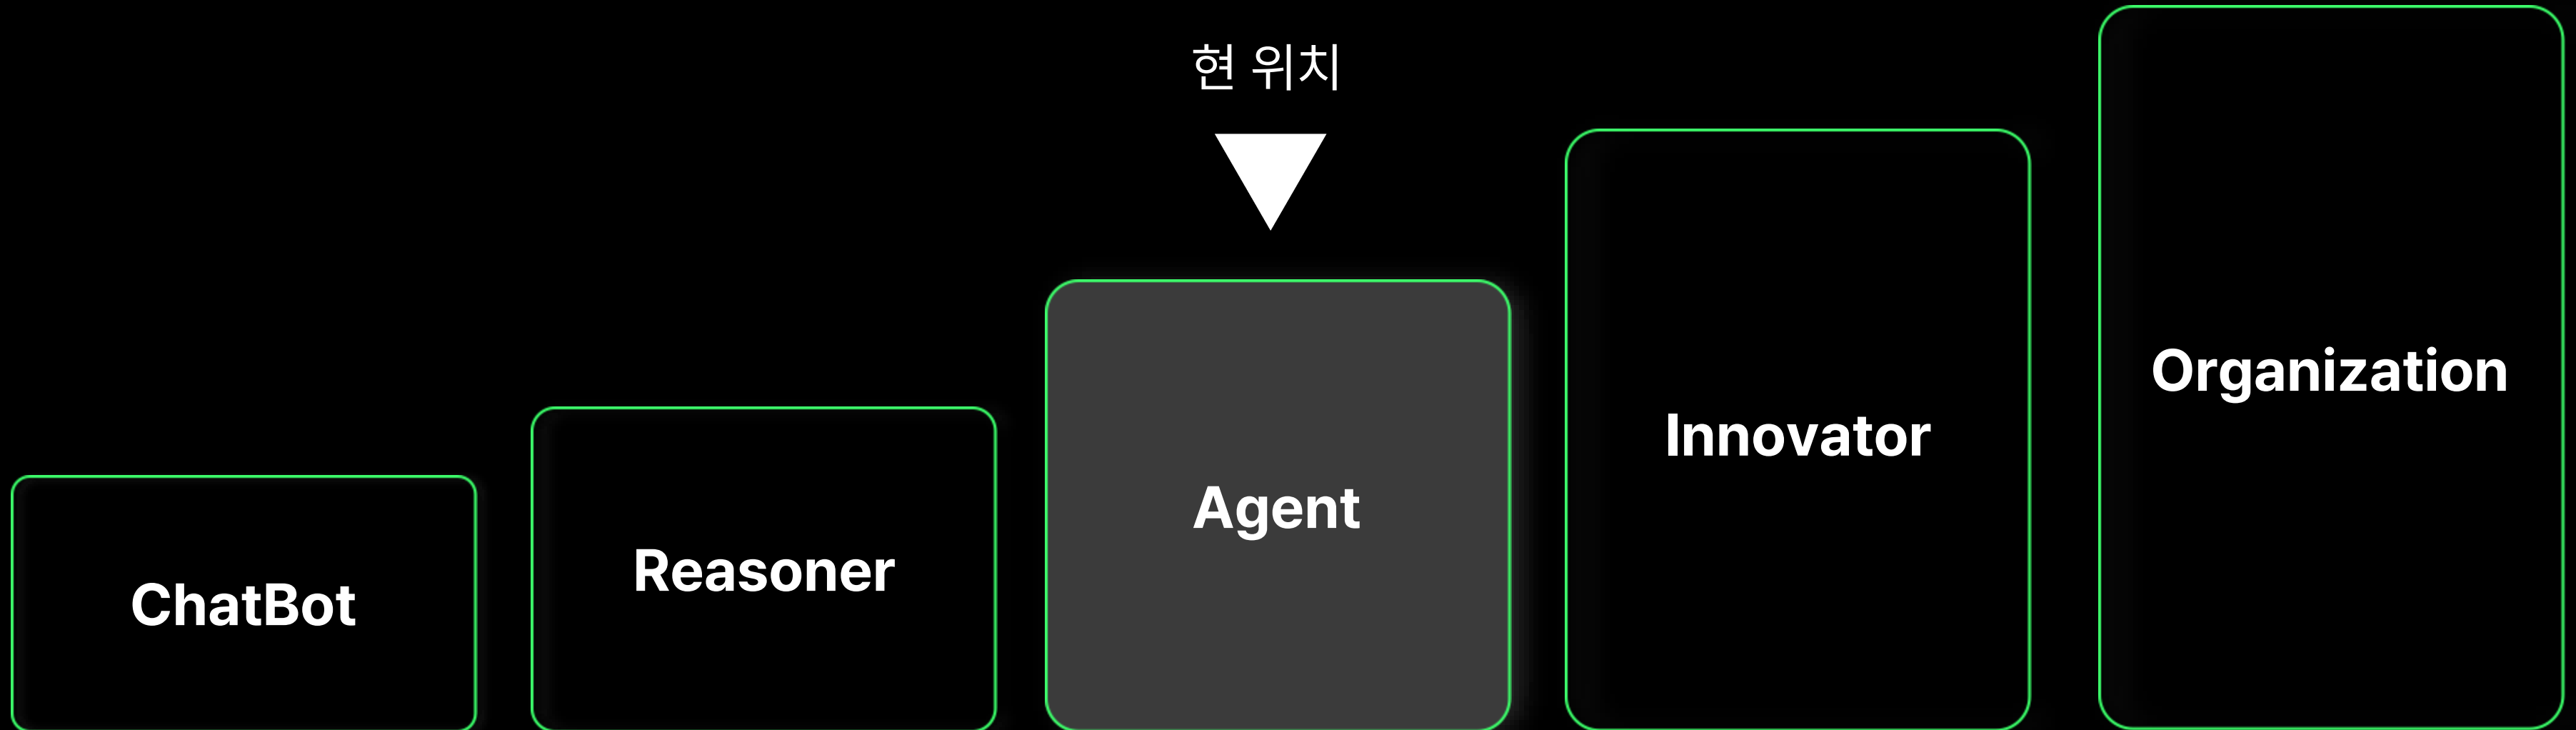 현 위치
ChatBot
Reasoner
Agent
Innovator
Organization